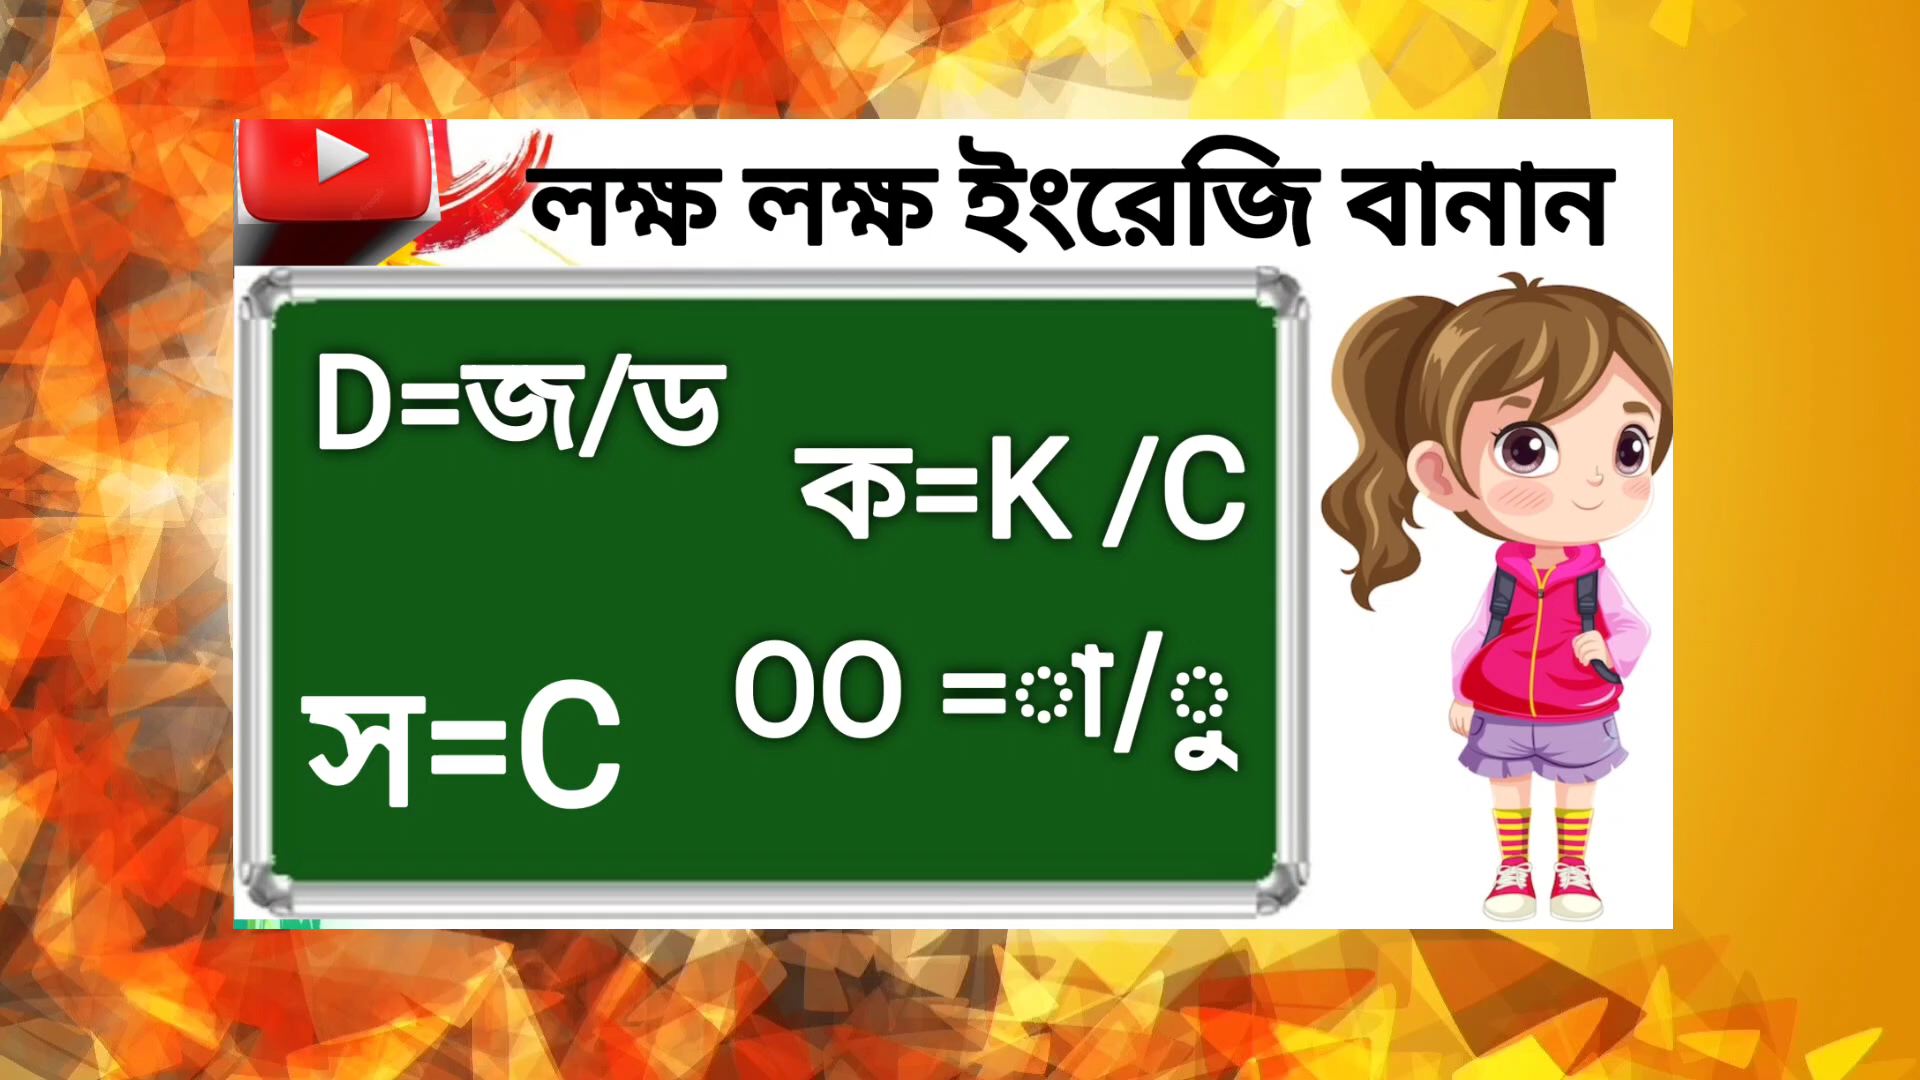 লক্ষ লক্ষ ইংরেজি বানান
D=জ/ড
ক=K /C
OO =া/ু
স=C